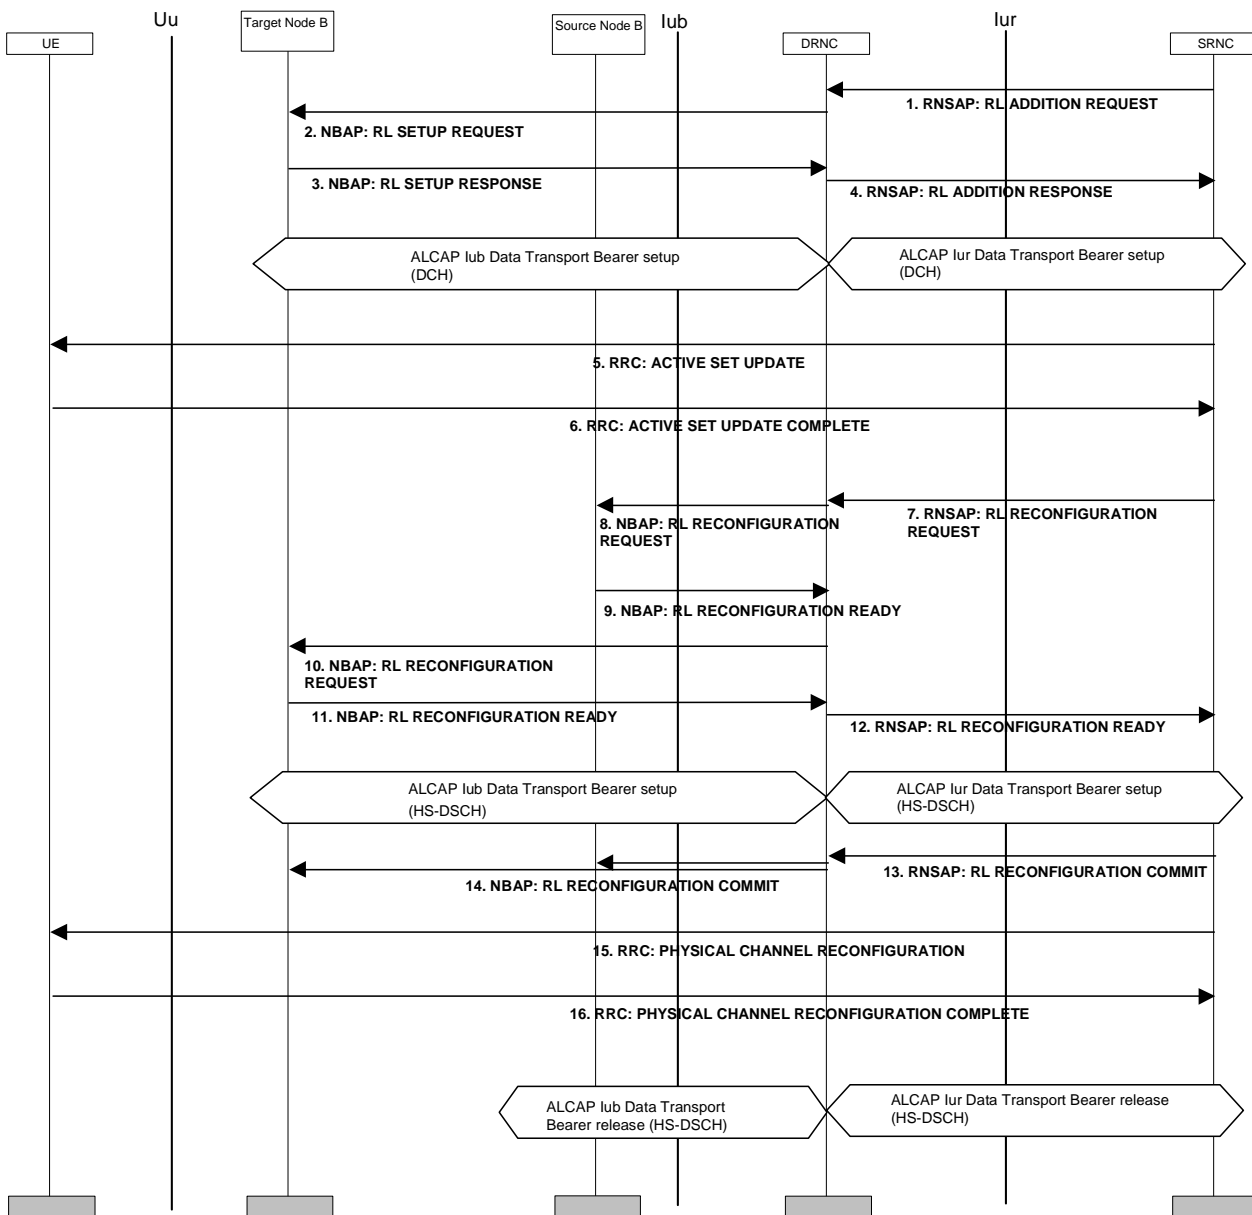 Uu
Iub
Iur
UE
Target Node B
Source Node B
DRNC
SRNC
1. RNSAP: RL ADDITION REQUEST
2. NBAP: RL SETUP REQUEST
3. NBAP: RL SETUP RESPONSE
4. RNSAP: RL ADDITION RESPONSE
ALCAP Iub Data Transport Bearer setup
(DCH)
ALCAP Iur Data Transport Bearer setup
(DCH)
5. RRC: ACTIVE SET UPDATE
6. RRC: ACTIVE SET UPDATE COMPLETE
7. RNSAP: RL RECONFIGURATION
REQUEST
8. NBAP: RL RECONFIGURATION
REQUEST
9. NBAP: RL RECONFIGURATION READY
10. NBAP: RL RECONFIGURATION
REQUEST
11. NBAP: RL RECONFIGURATION READY
12. RNSAP: RL RECONFIGURATION READY
ALCAP Iub Data Transport Bearer setup
(HS-DSCH)
ALCAP Iur Data Transport Bearer setup
(HS-DSCH)
13. RNSAP: RL RECONFIGURATION COMMIT
14. NBAP: RL RECONFIGURATION COMMIT
15. RRC: PHYSICAL CHANNEL RECONFIGURATION
16. RRC: PHYSICAL CHANNEL RECONFIGURATION COMPLETE
ALCAP Iub Data Transport
Bearer release (HS-DSCH)
ALCAP Iur Data Transport Bearer release
(HS-DSCH)